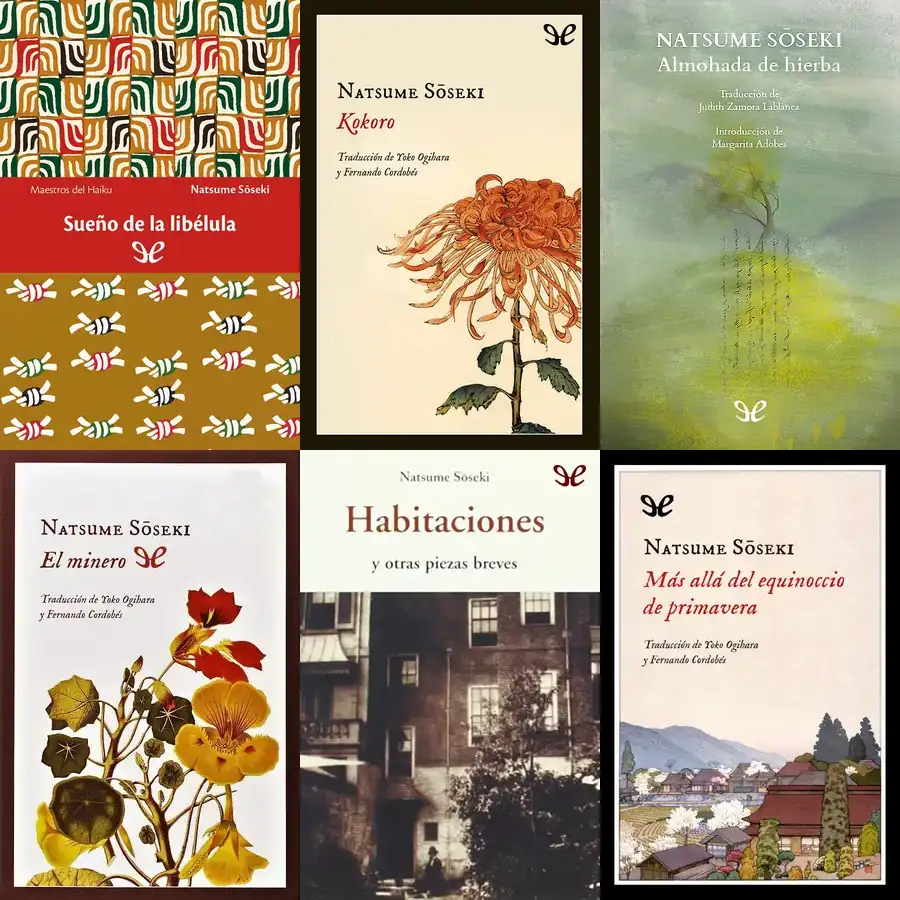 Maestros del Haiku
Natsume Sōseki
Sueño de la libélula
NATSUME SŌSEKI
Kokoro
Traducción de Yoko Ogihara
y Fernando Cordobés
NATSUME SŌSEKI
Almohada de hierba
Traducción de
Judith Zamora Lablanca
Introducción de
Margarita Adobes
NATSUME SŌSEKI
El minero
Traducción de Yoko Ogihara
y Fernando Cordobés
Natsume Sōseki
Habitaciones
y otras piezas breves
NATSUME SŌSEKI
Más allá del equinoccio
de primavera
Traducción de Yoko Ogihara
y Fernando Cordobés